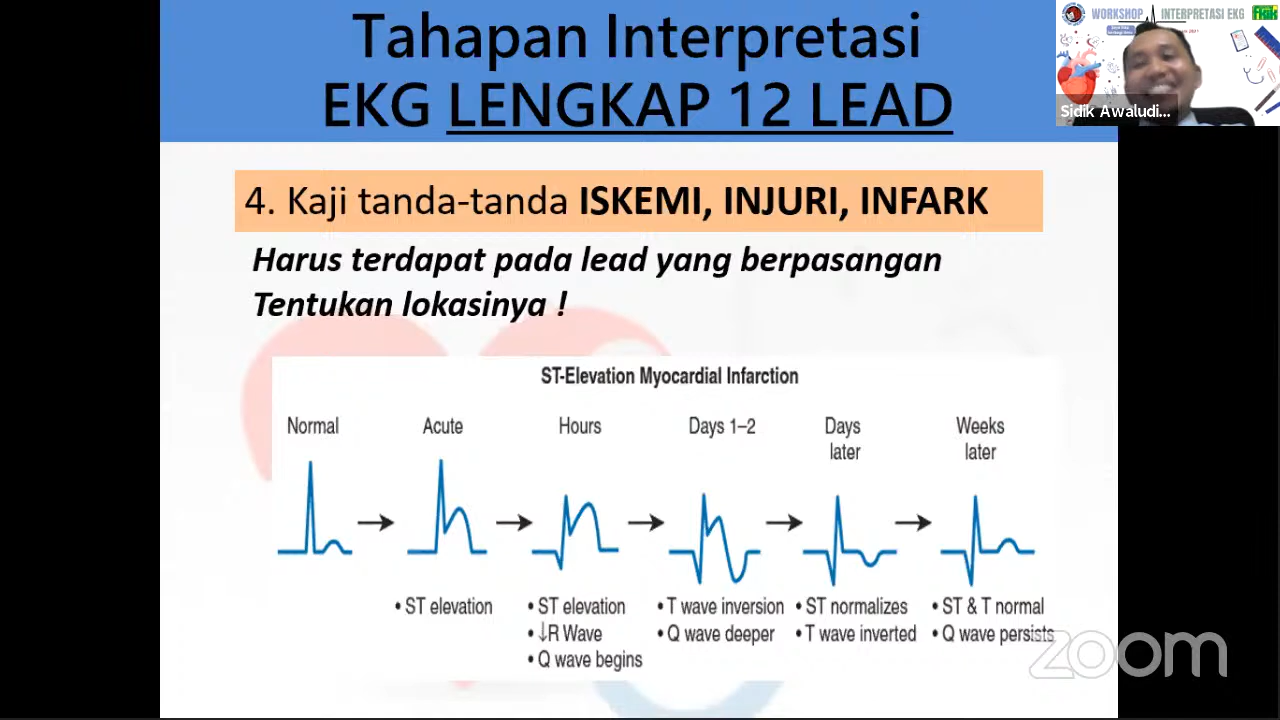 Tahapan Interpretasi
EKG LENGKAP 12 LEAD
WORKSHOP INTERPRETASI EKG
Sidik Awaludi...
4. Kaji tanda-tanda ISKEMI, INJURI, INFARK
Harus terdapat pada lead yang berpasangan
Tentukan lokasinya !
ST-Elevation Myocardial Infarction
Normal
Acute
Hours
Days 1–2
Days
later
Weeks
later
• ST elevation
• ST elevation
• ↓R Wave
• Q wave begins
• T wave inversion
• Q wave deeper
• ST normalizes
• T wave inverted
• ST & T normal
• Q wave persists
zoom